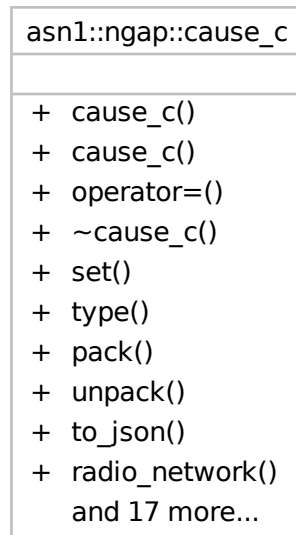 asn1::ngap::cause_c
+ cause_c()
+ cause_c()
+ operator=()
+ ~cause_c()
+ set()
+ type()
+ pack()
+ unpack()
+ to_json()
+ radio_network()
and 17 more...